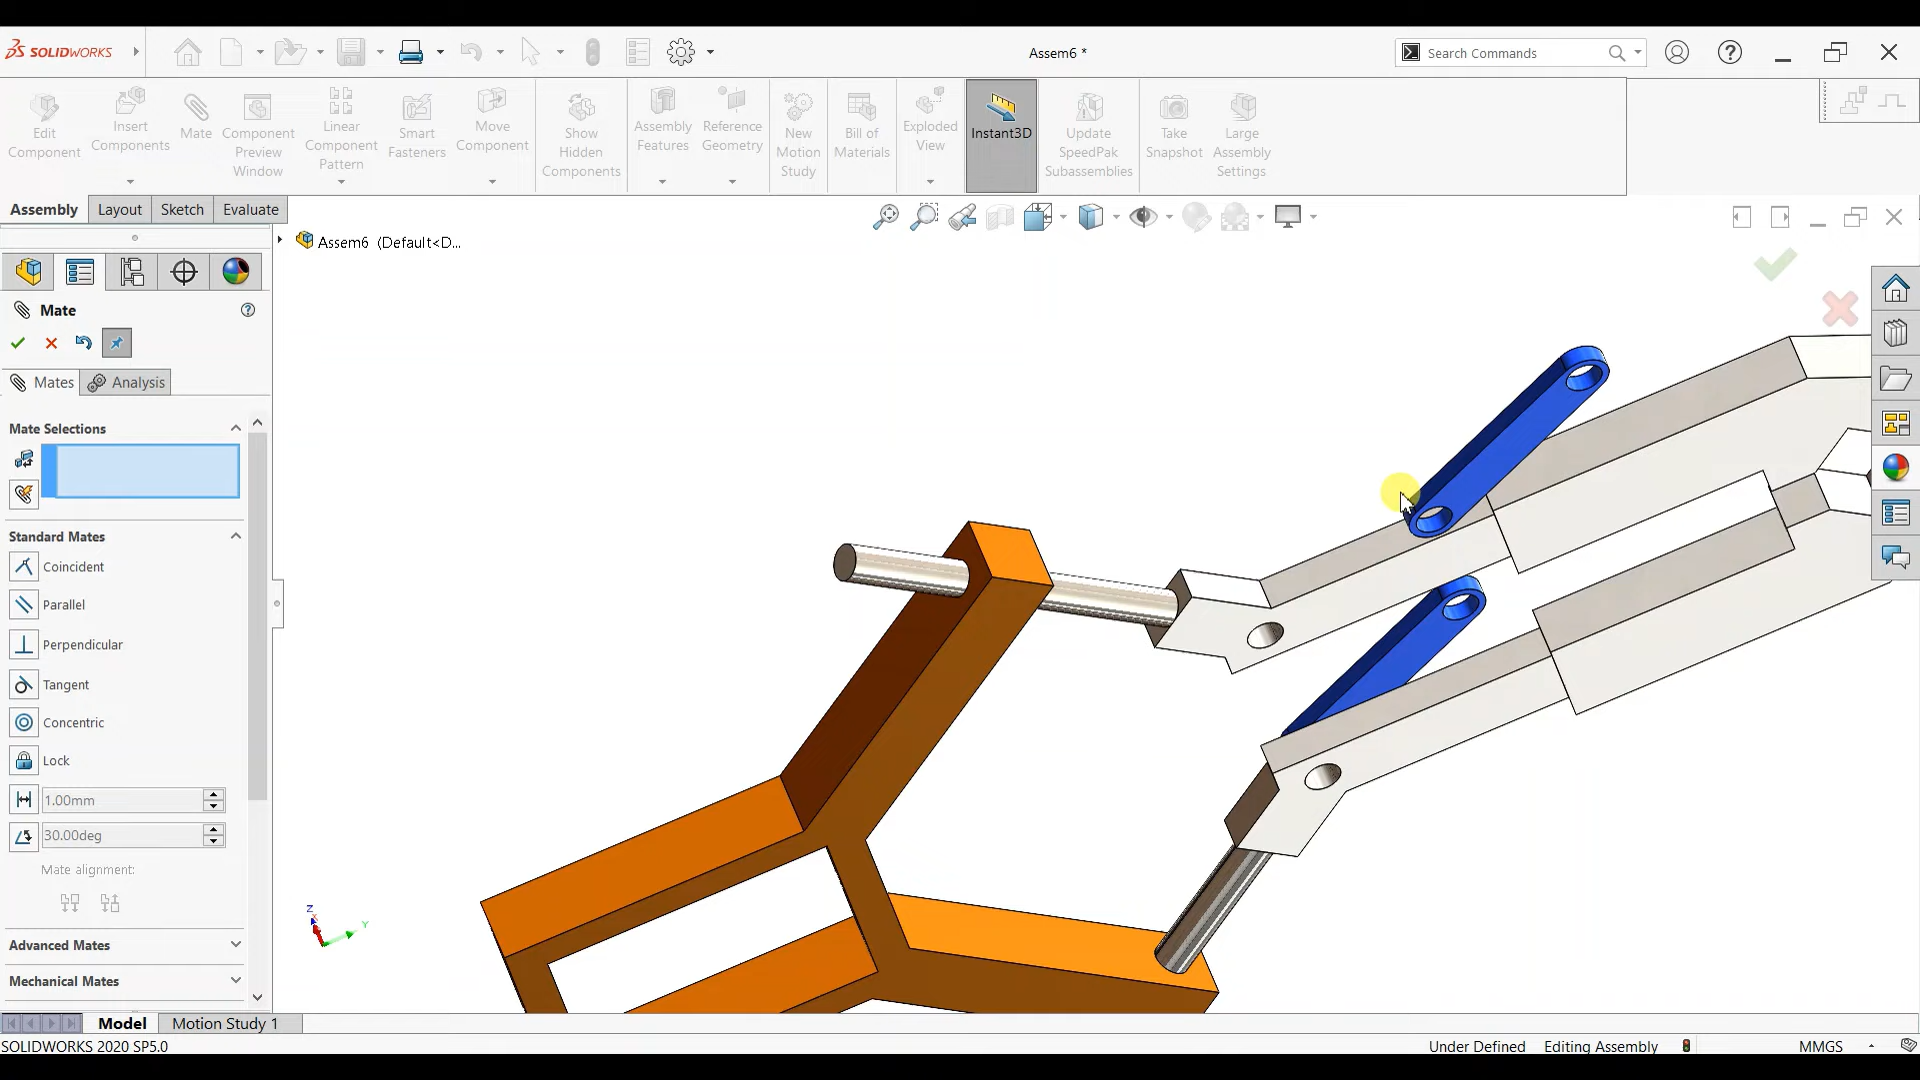 SOLIDWORKS
Assem6 *
Search Commands
Edit Component
Insert Components
Mate
Component Preview Window
Linear Component Pattern
Smart Fasteners
Move Component
Show Hidden Components
Assembly Features
Reference Geometry
New Motion Study
Bill of Materials
Exploded View
Instant3D
Update SpeedPak Subassemblies
Take Snapshot
Large Assembly Settings
Assembly
Layout
Sketch
Evaluate
Assem6 (Default<D...
Mate
Mates
Analysis
Mate Selections
Standard Mates
Coincident
Parallel
Perpendicular
Tangent
Concentric
Lock
1.00mm
30.00deg
Mate alignment:
Advanced Mates
Mechanical Mates
Z
X
Y
Model
Motion Study 1
SOLIDWORKS 2020 SP5.0
Under Defined
Editing Assembly
MMGS